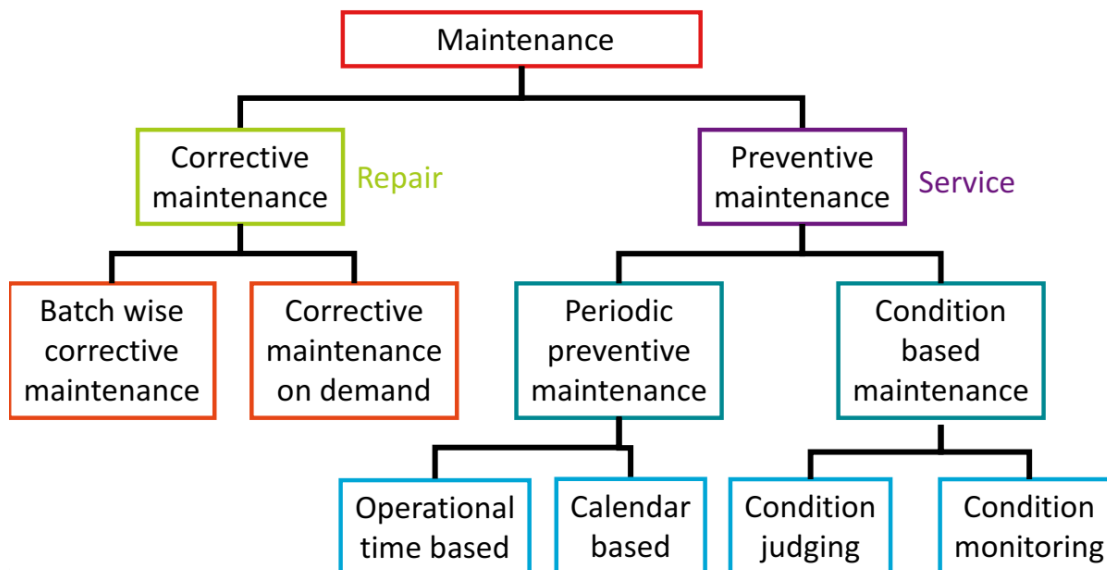 Maintenance
Corrective
maintenance
Repair
Preventive
maintenance
Service
Batch wise
corrective
maintenance
Corrective
maintenance
on demand
Periodic
preventive
maintenance
Condition
based
maintenance
Operational
time based
Calendar
based
Condition
judging
Condition
monitoring